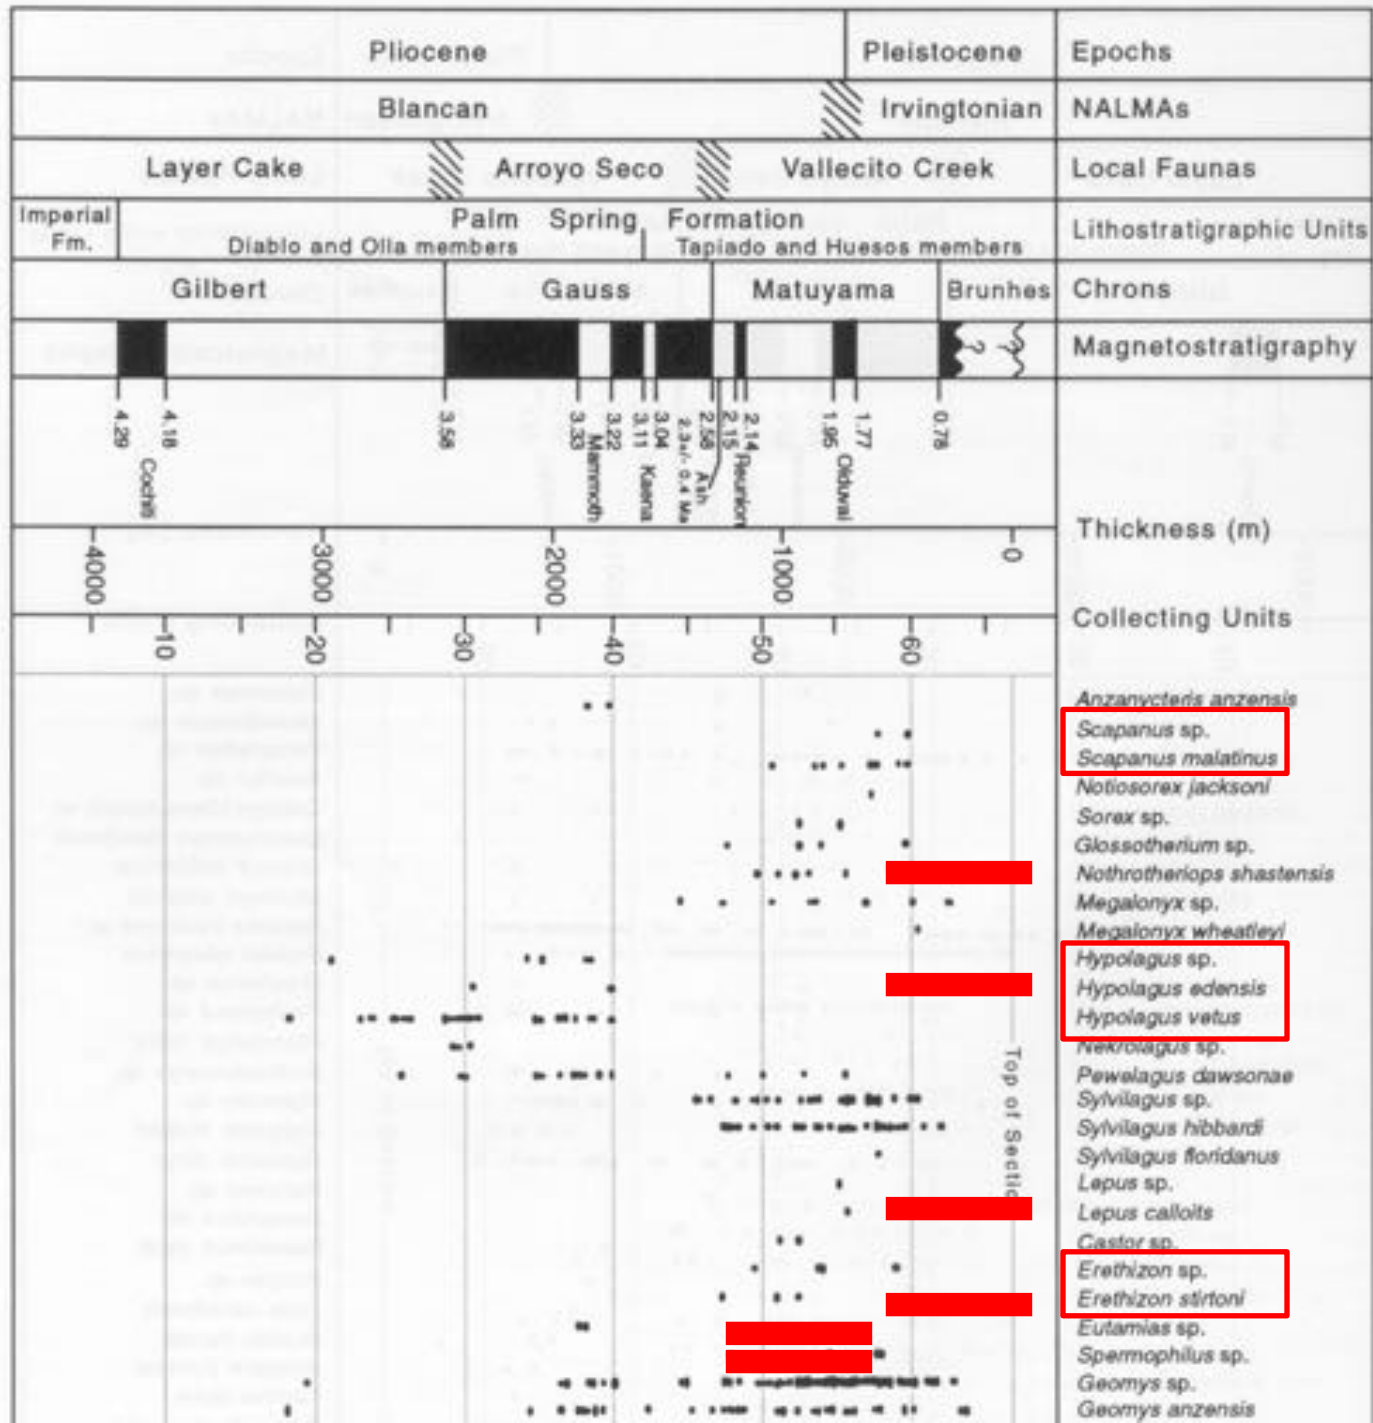 Pliocene Pleistocene Epochs
Blancan Irvingtonian NALMAs
Layer Cake Arroyo Seco Vallecito Creek Local Faunas
Imperial Fm. Palm Spring Formation Lithostratigraphic Units
Diablo and Olla members Tapiado and Huesos members
Gilbert Gauss Matuyama Brunhes Chrons
? ? Magnetostratigraphy
4.29 4.18 3.58 3.33 3.22 3.11 3.04 2.58 2.15 2.14 1.95 1.77 0.78
Cochiti Mammoth Kaena 2.3+/- 0.4 Ma Ash Reunion Olduvai
Thickness (m)
4000 3000 2000 1000 0
Collecting Units
10 20 30 40 50 60
Anzanycteris anzensis
Scapanus sp.
Scapanus malatinus
Notiosorex jacksoni
Sorex sp.
Glossotherium sp.
Nothrotheriops shastensis
Megalonyx sp.
Megalonyx wheatleyi
Hypolagus sp.
Hypolagus edensis
Hypolagus vetus
Nekrolagus sp.
Pewelagus dawsonae
Sylvilagus sp.
Sylvilagus hibbardi
Sylvilagus floridanus
Lepus sp.
Lepus calloits
Castor sp.
Erethizon sp.
Erethizon stirtoni
Eutamias sp.
Spermophilus sp.
Geomys sp.
Geomys anzensis
Top of Sectio